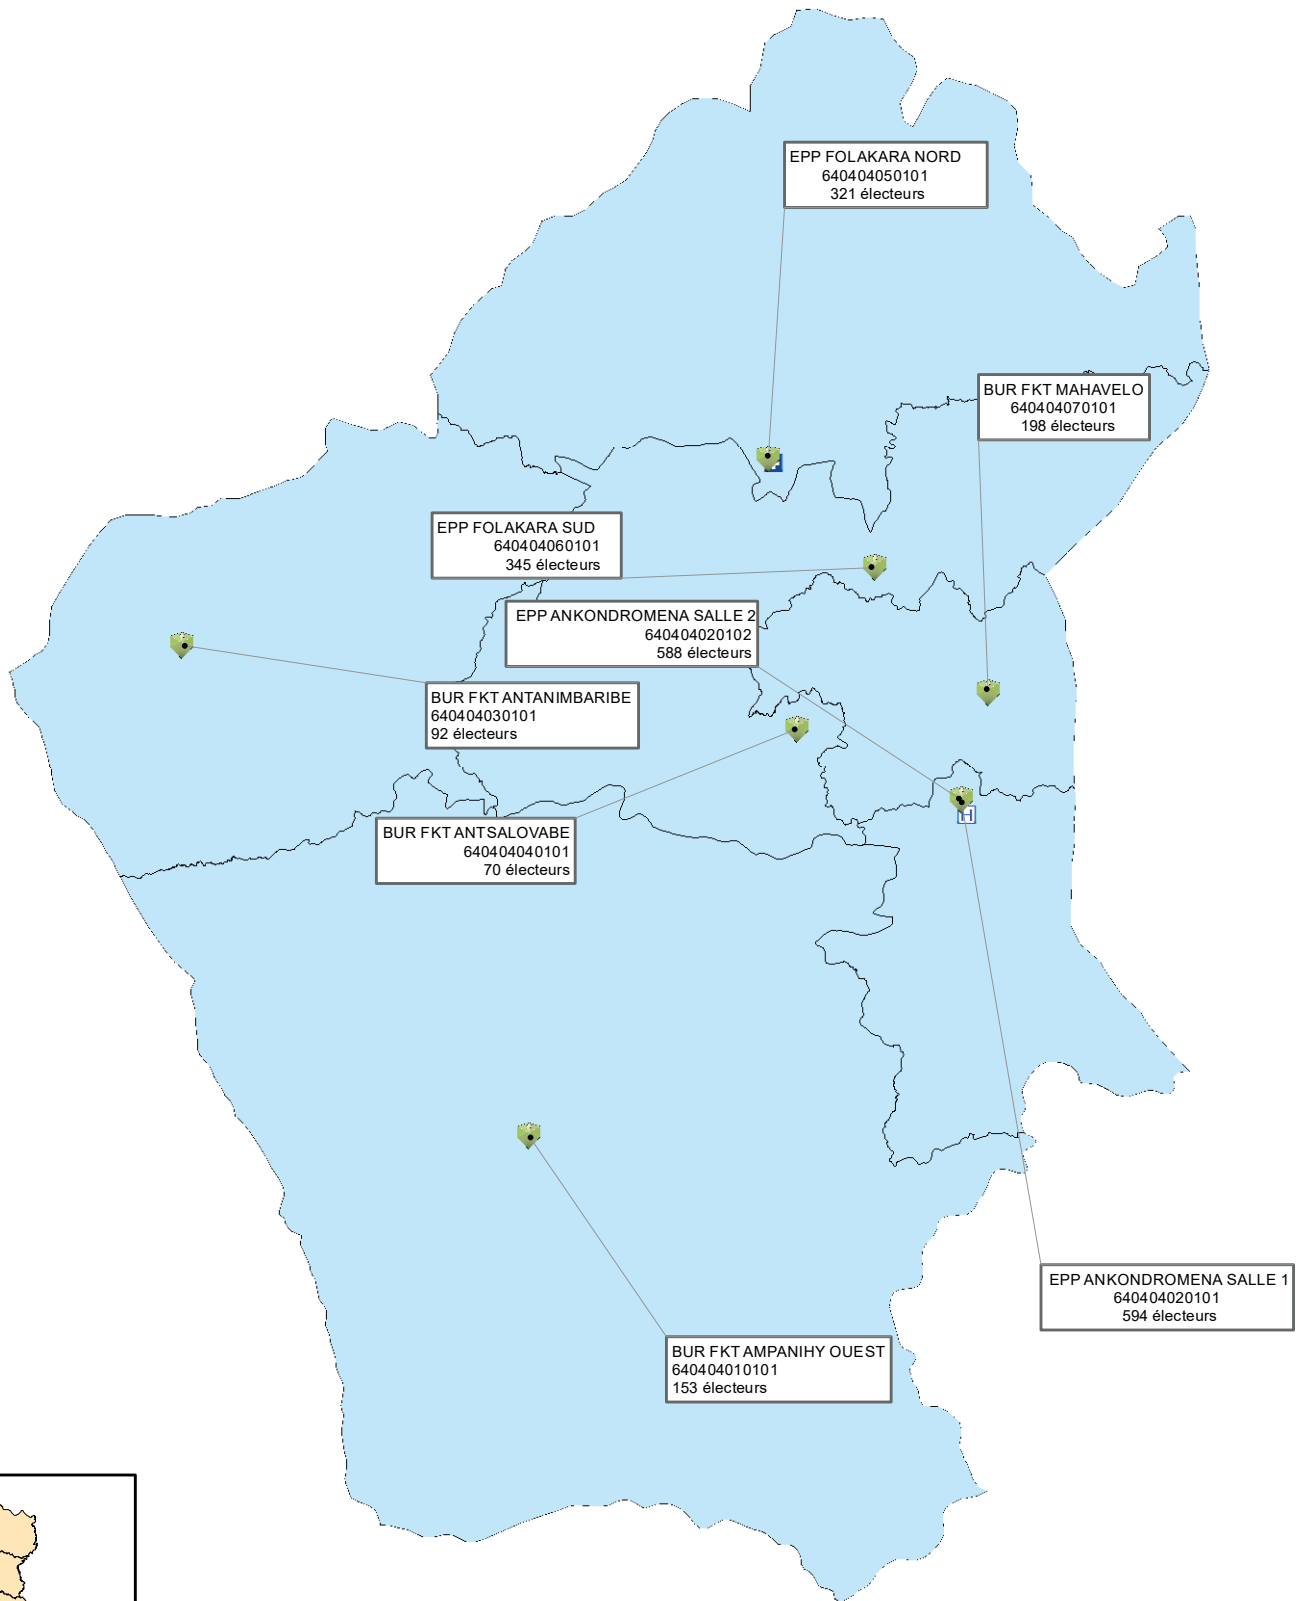 EPP FOLAKARA NORD
640404050101
321 électeurs
BUR FKT MAHAVELO
640404070101
198 électeurs
EPP FOLAKARA SUD
640404060101
345 électeurs
EPP ANKONDROMENA SALLE 2
640404020102
588 électeurs
BUR FKT ANTANIMBARIBE
640404030101
92 électeurs
BUR FKT ANTSALOVABE
640404040101
70 électeurs
H
EPP ANKONDROMENA SALLE 1
640404020101
594 électeurs
BUR FKT AMPANIHY OUEST
640404010101
153 électeurs